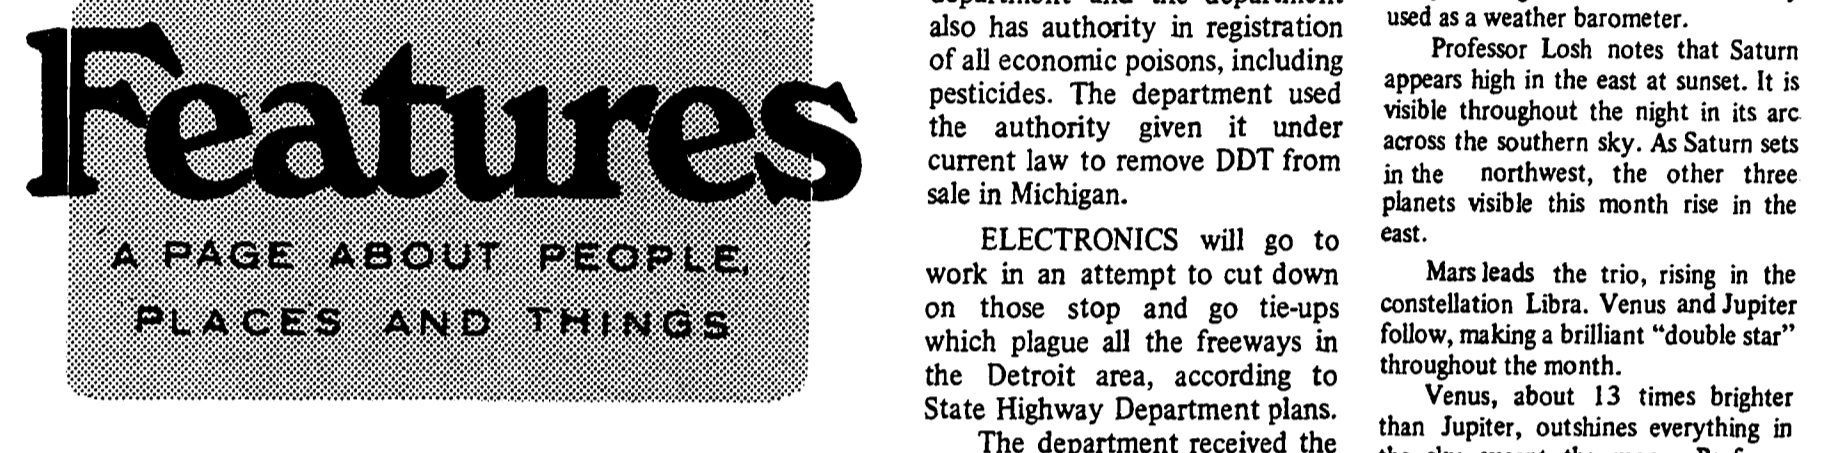 Features
A PAGE ABOUT PEOPLE,
PLACES AND THINGS
department and the department
also has authority in registration
of all economic poisons, including
pesticides. The department used
the authority given it under
current law to remove DDT from
sale in Michigan.
ELECTRONICS will go to
work in an attempt to cut down
on those stop and go tie-ups
which plague all the freeways in
the Detroit area, according to
State Highway Department plans.
The department received the
used as a weather barometer.
Professor Losh notes that Saturn
appears high in the east at sunset. It is
visible throughout the night in its arc
across the southern sky. As Saturn sets
in the northwest, the other three
planets visible this month rise in the
east.
Mars leads the trio, rising in the
constellation Libra. Venus and Jupiter
follow, making a brilliant “double star”
throughout the month.
Venus, about 13 times brighter
than Jupiter, outshines everything in